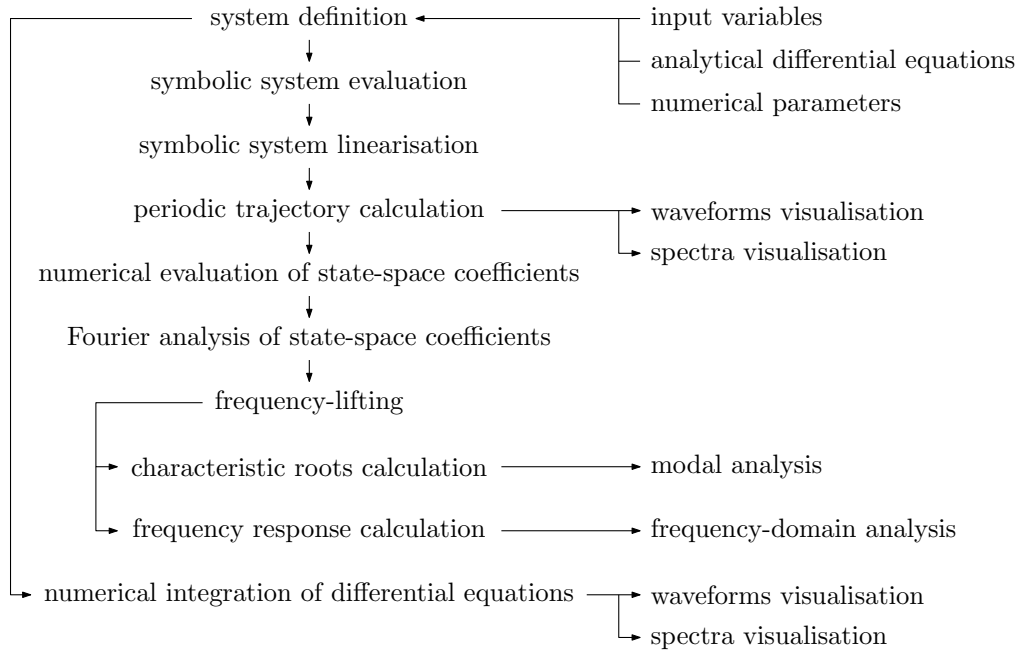 system definition
input variables
analytical differential equations
numerical parameters
symbolic system evaluation
symbolic system linearisation
periodic trajectory calculation
waveforms visualisation
spectra visualisation
numerical evaluation of state-space coefficients
Fourier analysis of state-space coefficients
frequency-lifting
characteristic roots calculation
modal analysis
frequency response calculation
frequency-domain analysis
numerical integration of differential equations
waveforms visualisation
spectra visualisation